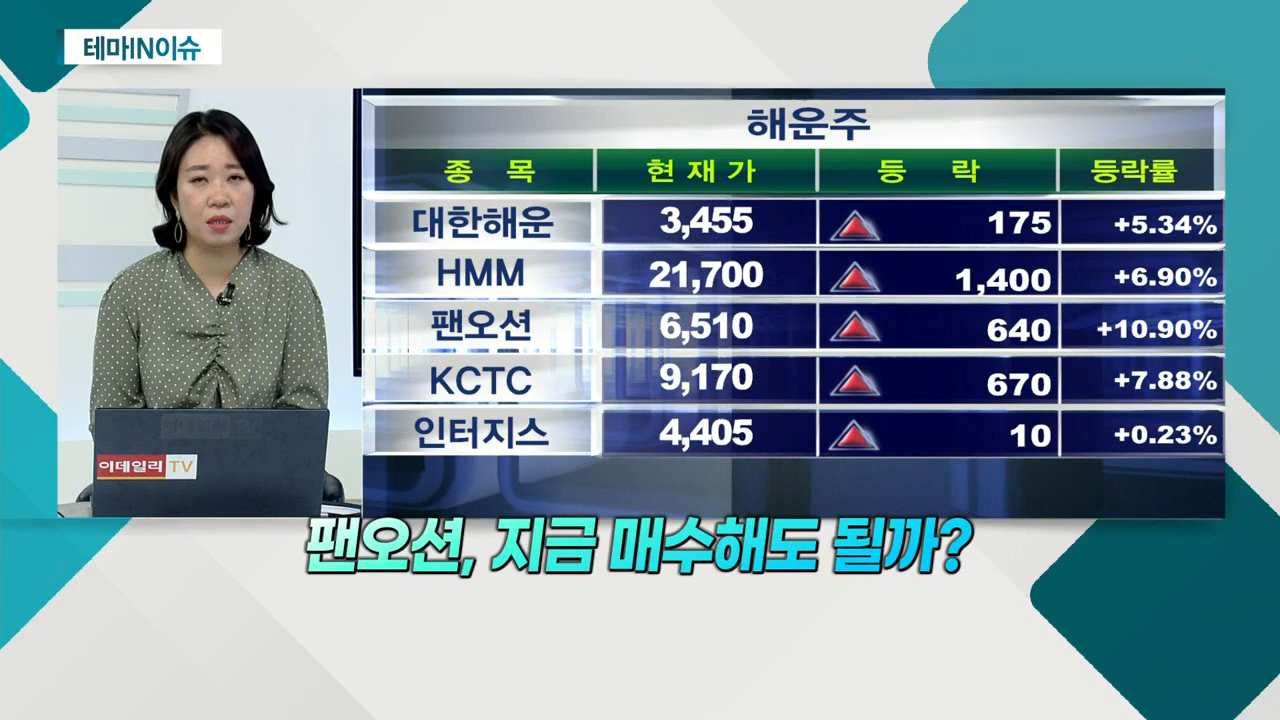 테마IN이슈
해운주
종 목 현재가 등 락 등락률
대한해운 3,455 175 +5.34%
HMM 21,700 1,400 +6.90%
팬오션 6,510 640 +10.90%
KCTC 9,170 670 +7.88%
인터지스 4,405 10 +0.23%
이데일리TV
팬오션, 지금 매수해도 될까?